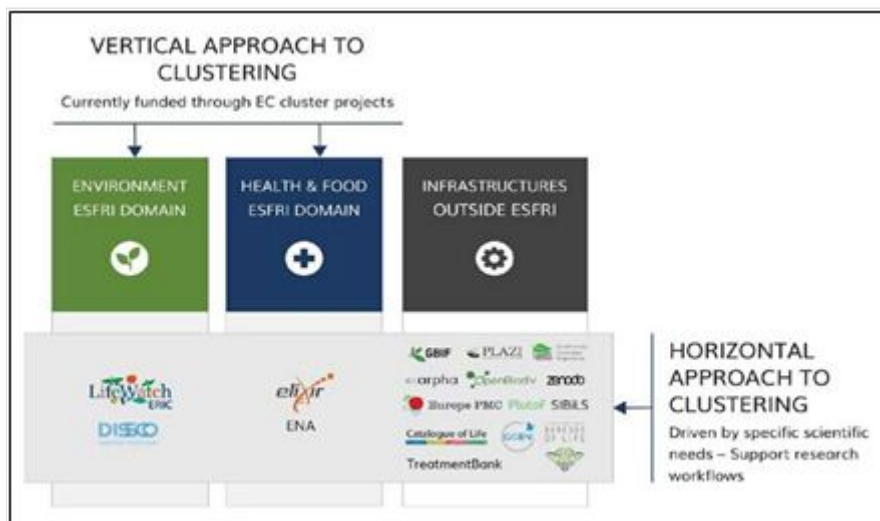 VERTICAL APPROACH TO
CLUSTERING
Currently funded through EC cluster projects
ENVIRONMENT
ESFRI DOMAIN
HEALTH & FOOD
ESFRI DOMAIN
INFRASTRUCTURES
OUTSIDE ESFRI
LifeWatch
ERIC
DISSCO
elixir
ENA
GBIF
PLAZI
arpha
OpenBiodiv
zenodo
Europe PMC
PlutoF
SIBiLS
Catalogue of Life
OF LIFE
TreatmentBank
HORIZONTAL
APPROACH TO
CLUSTERING
Driven by specific scientific
needs – Support research
workflows